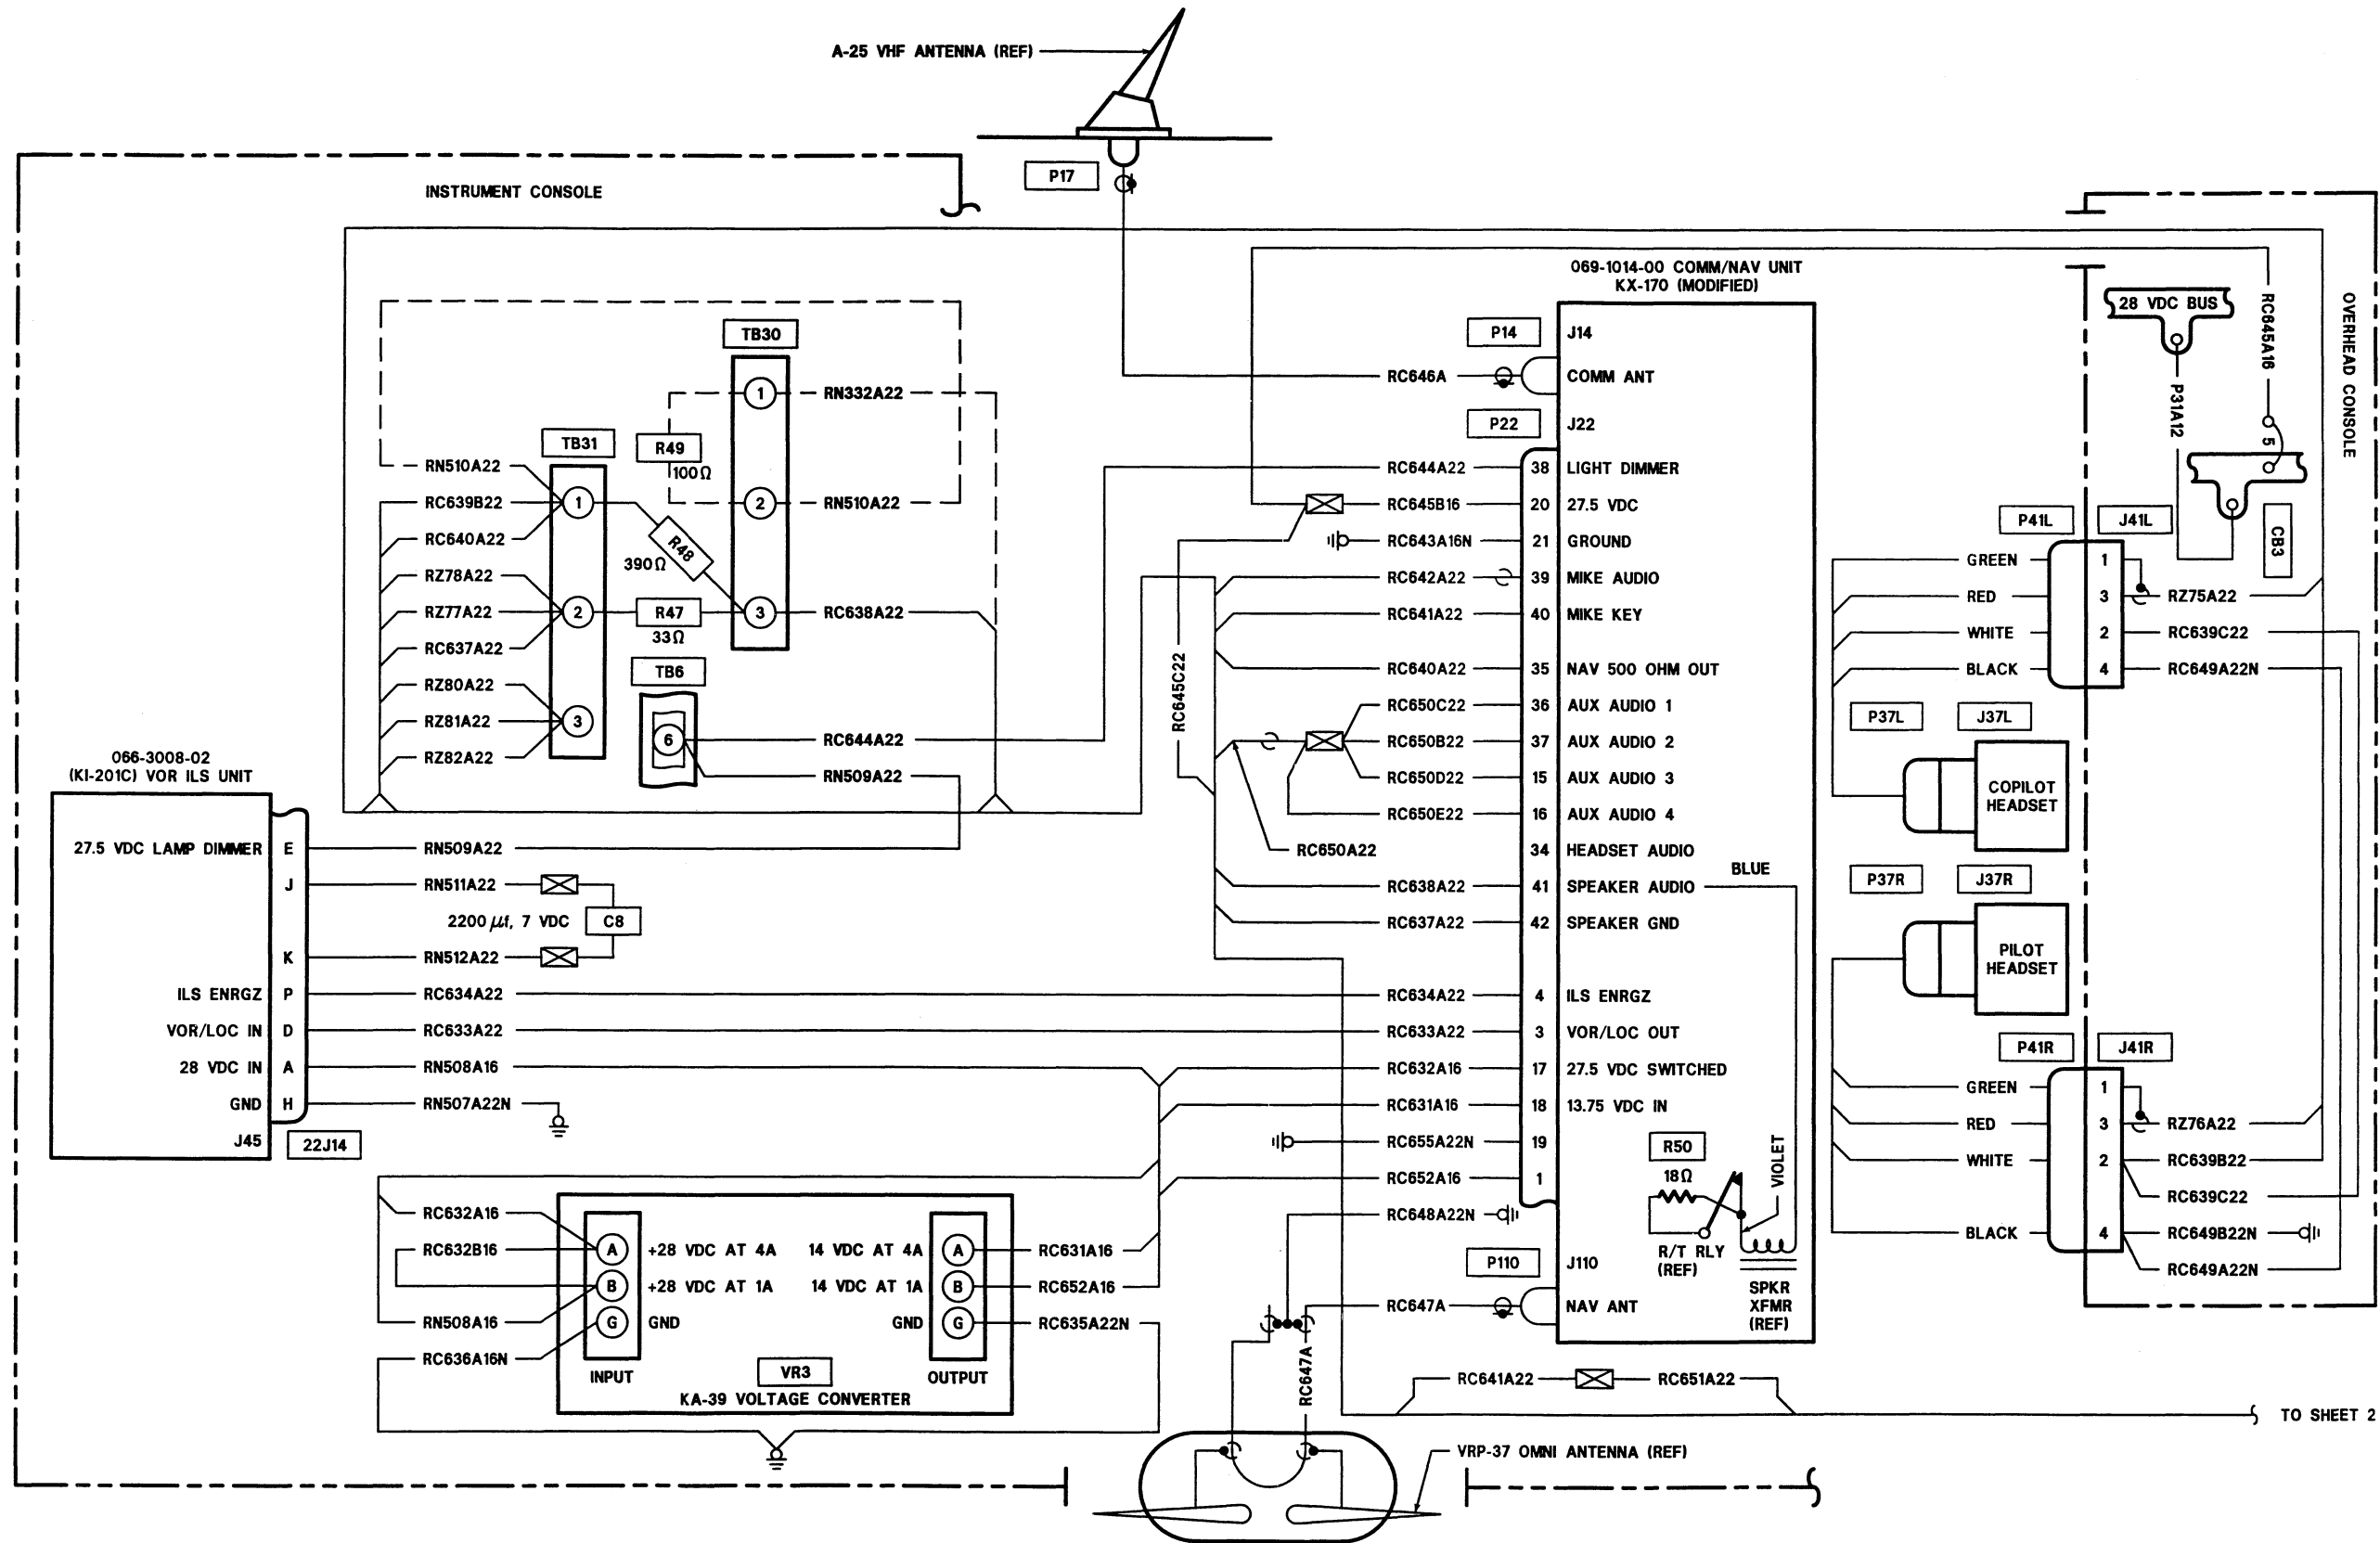 A-25 VHF ANTENNA (REF)
P17
INSTRUMENT CONSOLE
069-1014-00 COMM/NAV UNIT
KX-170 (MODIFIED)
P14
J14
RC646A
COMM ANT
P22
J22
RC644A22 38 LIGHT DIMMER
RC645B16 20 27.5 VDC
RC643A16N 21 GROUND
RC642A22 39 MIKE AUDIO
RC641A22 40 MIKE KEY
RC640A22 35 NAV 500 OHM OUT
RC650C22 36 AUX AUDIO 1
RC650B22 37 AUX AUDIO 2
RC650D22 15 AUX AUDIO 3
RC650E22 16 AUX AUDIO 4
RC650A22
34 HEADSET AUDIO
BLUE
RC638A22 41 SPEAKER AUDIO
RC637A22 42 SPEAKER GND
RC634A22 4 ILS ENRGZ
RC633A22 3 VOR/LOC OUT
RC632A16 17 27.5 VDC SWITCHED
RC631A16 18 13.75 VDC IN
RC655A22N 19
RC652A16 1
RC648A22N
R50
18Ω
VIOLET
R/T RLY
(REF)
SPKR
XFMR
(REF)
P110
J110
RC647A
NAV ANT
RC647A
RC645C22
TB30
1 RN332A22
R49
100Ω
2 RN510A22
3 RC638A22
TB31
RN510A22
RC639B22 1
RC640A22
RZ78A22
RZ77A22 2
RC637A22
RZ80A22
RZ81A22 3
RZ82A22
R48
390Ω
R47
33Ω
TB6
6 RC644A22
RN509A22
066-3008-02
(KI-201C) VOR ILS UNIT
27.5 VDC LAMP DIMMER E RN509A22
J RN511A22
2200 µf, 7 VDC
C8
K RN512A22
ILS ENRGZ P RC634A22
VOR/LOC IN D RC633A22
28 VDC IN A RN508A16
GND H RN507A22N
J45
22J14
RC632A16
RC632B16 A +28 VDC AT 4A 14 VDC AT 4A A RC631A16
B +28 VDC AT 1A 14 VDC AT 1A B RC652A16
RN508A16 G GND GND G RC635A22N
RC636A16N
INPUT
VR3
OUTPUT
KA-39 VOLTAGE CONVERTER
28 VDC BUS
RC645A16
P31A12
5
CB3
OVERHEAD CONSOLE
P41L
J41L
GREEN 1
RED 3 RZ75A22
WHITE 2 RC639C22
BLACK 4 RC649A22N
P37L
J37L
COPILOT
HEADSET
P37R
J37R
PILOT
HEADSET
P41R
J41R
GREEN 1
RED 3 RZ76A22
WHITE 2 RC639B22
RC639C22
BLACK 4 RC649B22N
RC649A22N
RC641A22 RC651A22
TO SHEET 2
VRP-37 OMNI ANTENNA (REF)